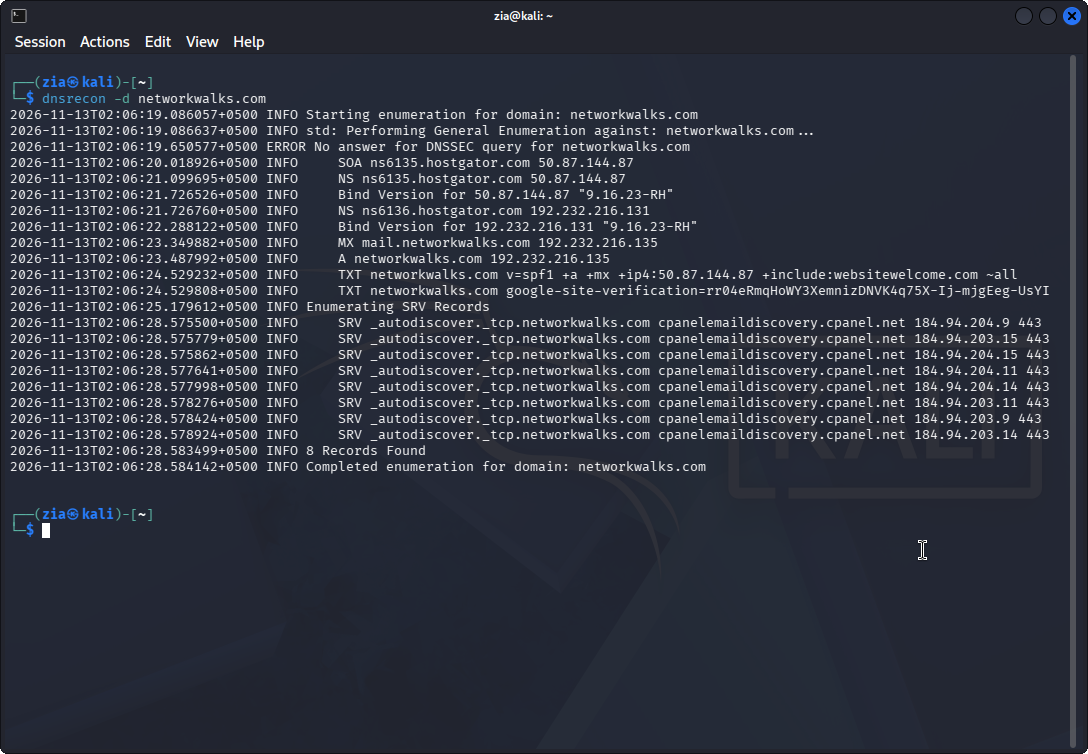 zia@kali: ~
Session Actions Edit View Help
┌──(zia㉿kali)-[~]
└─$ dnsrecon -d networkwalks.com
2026-11-13T02:06:19.086057+0500 INFO Starting enumeration for domain: networkwalks.com
2026-11-13T02:06:19.086637+0500 INFO std: Performing General Enumeration against: networkwalks.com...
2026-11-13T02:06:19.650577+0500 ERROR No answer for DNSSEC query for networkwalks.com
2026-11-13T02:06:20.018926+0500 INFO     SOA ns6135.hostgator.com 50.87.144.87
2026-11-13T02:06:21.099695+0500 INFO     NS ns6135.hostgator.com 50.87.144.87
2026-11-13T02:06:21.726526+0500 INFO     Bind Version for 50.87.144.87 "9.16.23-RH"
2026-11-13T02:06:21.726760+0500 INFO     NS ns6136.hostgator.com 192.232.216.131
2026-11-13T02:06:22.288122+0500 INFO     Bind Version for 192.232.216.131 "9.16.23-RH"
2026-11-13T02:06:23.349882+0500 INFO     MX mail.networkwalks.com 192.232.216.135
2026-11-13T02:06:23.487992+0500 INFO     A networkwalks.com 192.232.216.135
2026-11-13T02:06:24.529232+0500 INFO     TXT networkwalks.com v=spf1 +a +mx +ip4:50.87.144.87 +include:websitewelcome.com ~all
2026-11-13T02:06:24.529808+0500 INFO     TXT networkwalks.com google-site-verification=rr04eRmqHoWY3XemnizDNVK4q75X-Ij-mjgEeg-UsYI
2026-11-13T02:06:25.179612+0500 INFO Enumerating SRV Records
2026-11-13T02:06:28.575500+0500 INFO     SRV _autodiscover._tcp.networkwalks.com cpanelemaildiscovery.cpanel.net 184.94.204.9 443
2026-11-13T02:06:28.575779+0500 INFO     SRV _autodiscover._tcp.networkwalks.com cpanelemaildiscovery.cpanel.net 184.94.203.15 443
2026-11-13T02:06:28.575862+0500 INFO     SRV _autodiscover._tcp.networkwalks.com cpanelemaildiscovery.cpanel.net 184.94.204.15 443
2026-11-13T02:06:28.577641+0500 INFO     SRV _autodiscover._tcp.networkwalks.com cpanelemaildiscovery.cpanel.net 184.94.204.11 443
2026-11-13T02:06:28.577998+0500 INFO     SRV _autodiscover._tcp.networkwalks.com cpanelemaildiscovery.cpanel.net 184.94.204.14 443
2026-11-13T02:06:28.578276+0500 INFO     SRV _autodiscover._tcp.networkwalks.com cpanelemaildiscovery.cpanel.net 184.94.203.11 443
2026-11-13T02:06:28.578424+0500 INFO     SRV _autodiscover._tcp.networkwalks.com cpanelemaildiscovery.cpanel.net 184.94.203.9 443
2026-11-13T02:06:28.578924+0500 INFO     SRV _autodiscover._tcp.networkwalks.com cpanelemaildiscovery.cpanel.net 184.94.203.14 443
2026-11-13T02:06:28.583499+0500 INFO 8 Records Found
2026-11-13T02:06:28.584142+0500 INFO Completed enumeration for domain: networkwalks.com
┌──(zia㉿kali)-[~]
└─$
KALI